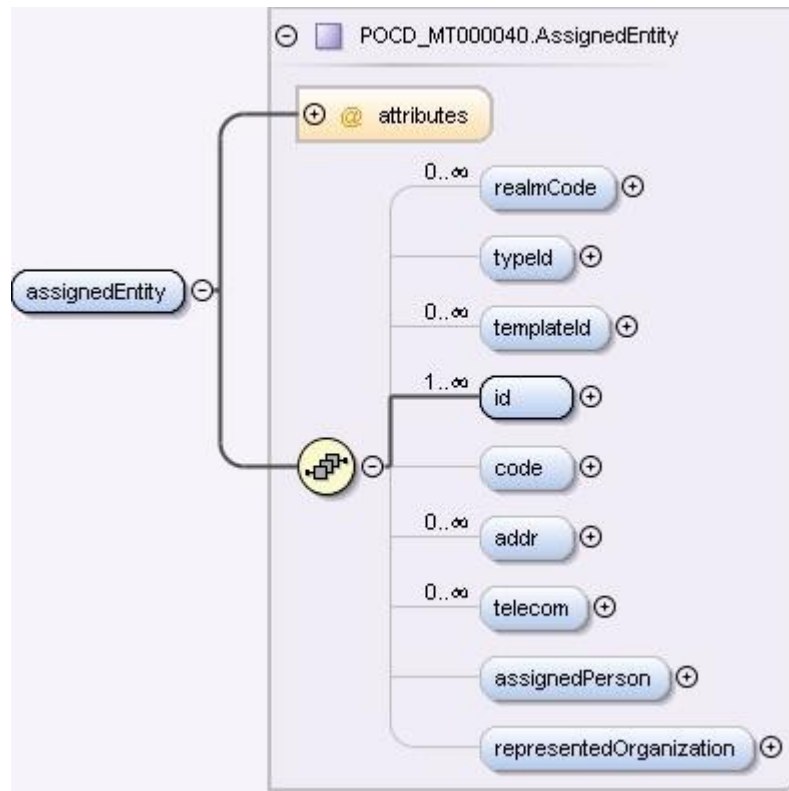 POCD_MT000040.AssignedEntity
@ attributes
0..∞
realmCode
typeId
assignedEntity
0..∞
templateId
1..∞
id
code
0..∞
addr
0..∞
telecom
assignedPerson
representedOrganization